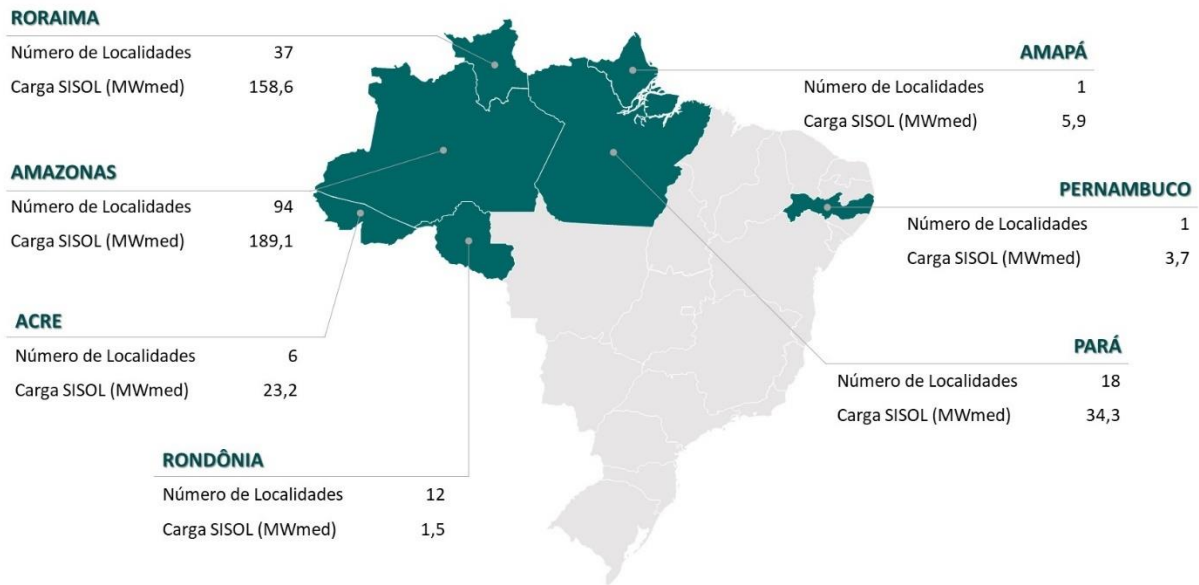 RORAIMA
Número de Localidades 37
Carga SISOL (MWmed) 158,6
AMAZONAS
Número de Localidades 94
Carga SISOL (MWmed) 189,1
ACRE
Número de Localidades 6
Carga SISOL (MWmed) 23,2
RONDÔNIA
Número de Localidades 12
Carga SISOL (MWmed) 1,5
AMAPÁ
Número de Localidades 1
Carga SISOL (MWmed) 5,9
PERNAMBUCO
Número de Localidades 1
Carga SISOL (MWmed) 3,7
PARÁ
Número de Localidades 18
Carga SISOL (MWmed) 34,3